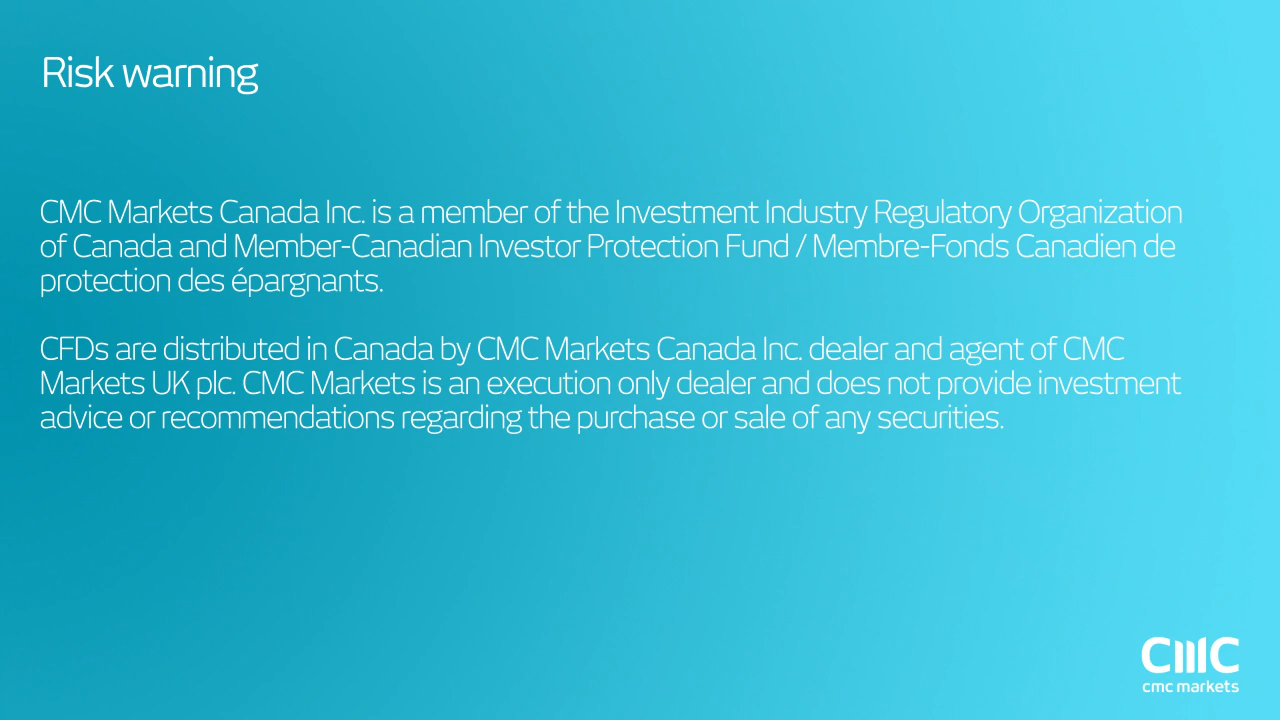 Risk warning
CMC Markets Canada Inc. is a member of the Investment Industry Regulatory Organization
of Canada and Member-Canadian Investor Protection Fund / Membre-Fonds Canadien de
protection des épargnants.
CFDs are distributed in Canada by CMC Markets Canada Inc. dealer and agent of CMC
Markets UK plc. CMC Markets is an execution only dealer and does not provide investment
advice or recommendations regarding the purchase or sale of any securities.
CMC
cmc markets